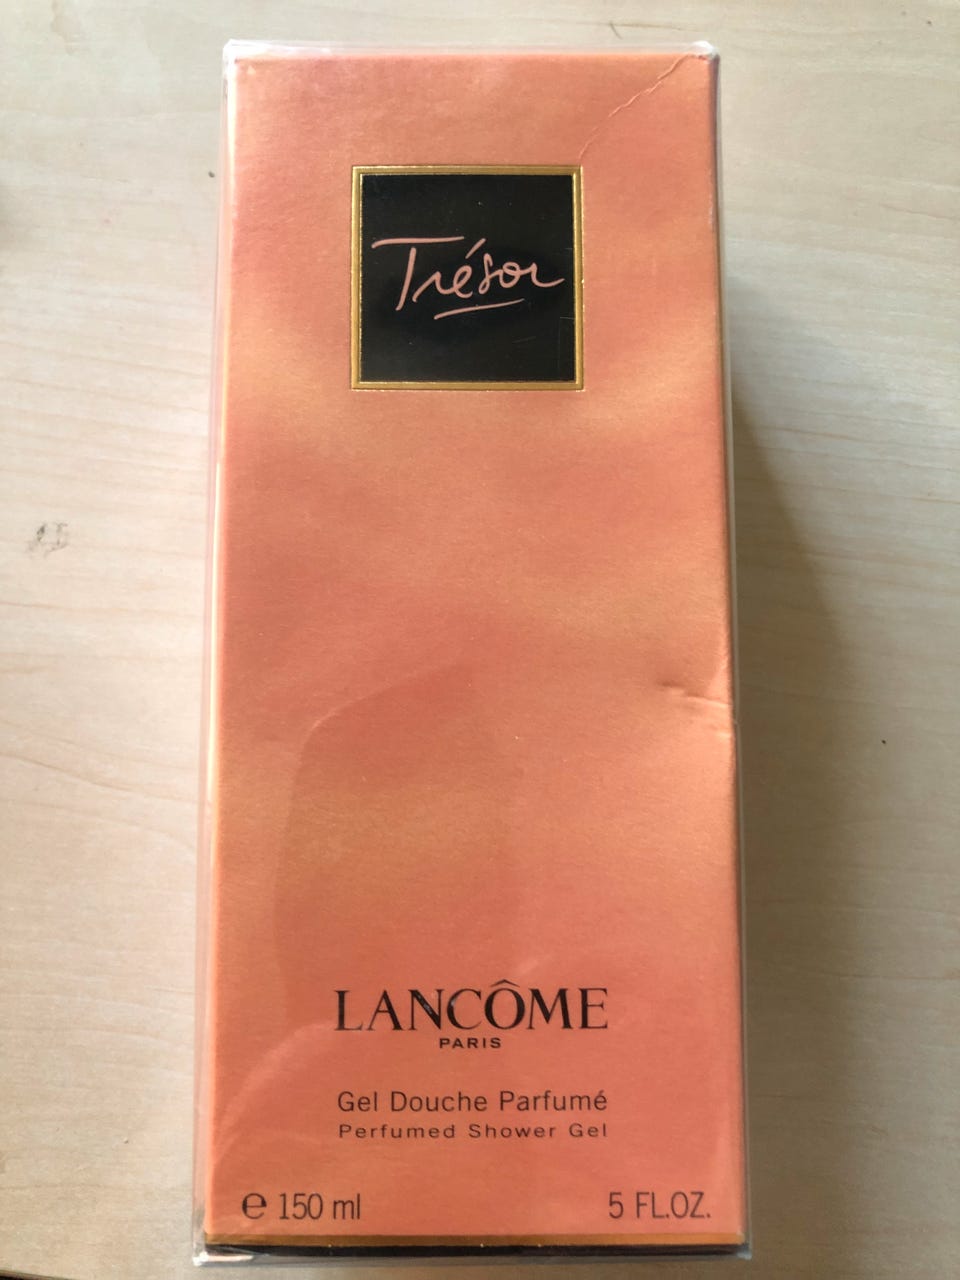 Trésor
LANCÔME
PARIS
Gel Douche Parfumé
Perfumed Shower Gel
℮ 150 ml 5 FL.OZ.